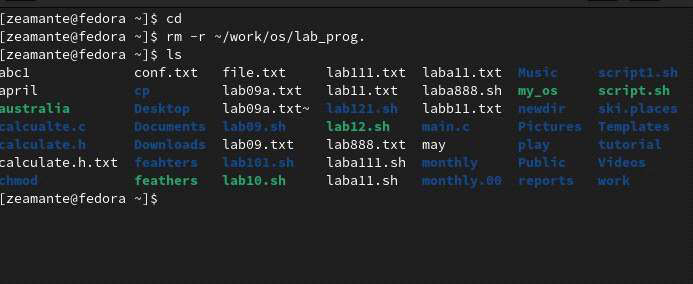 [zeamante@fedora ~]$ cd
[zeamante@fedora ~]$ rm -r ~/work/os/lab_prog.
[zeamante@fedora ~]$ ls
abc1 conf.txt file.txt lab111.txt laba11.txt Music script1.sh
april cp lab09a.txt lab11.txt laba888.sh my_os script.sh
australia Desktop lab09a.txt~ lab121.sh labb11.txt newdir ski.places
calcualte.c Documents lab09.sh lab12.sh main.c Pictures Templates
calculate.h Downloads lab09.txt lab888.txt may play tutorial
calculate.h.txt feahters lab101.sh laba111.sh monthly Public Videos
chmod feathers lab10.sh laba11.sh monthly.00 reports work
[zeamante@fedora ~]$